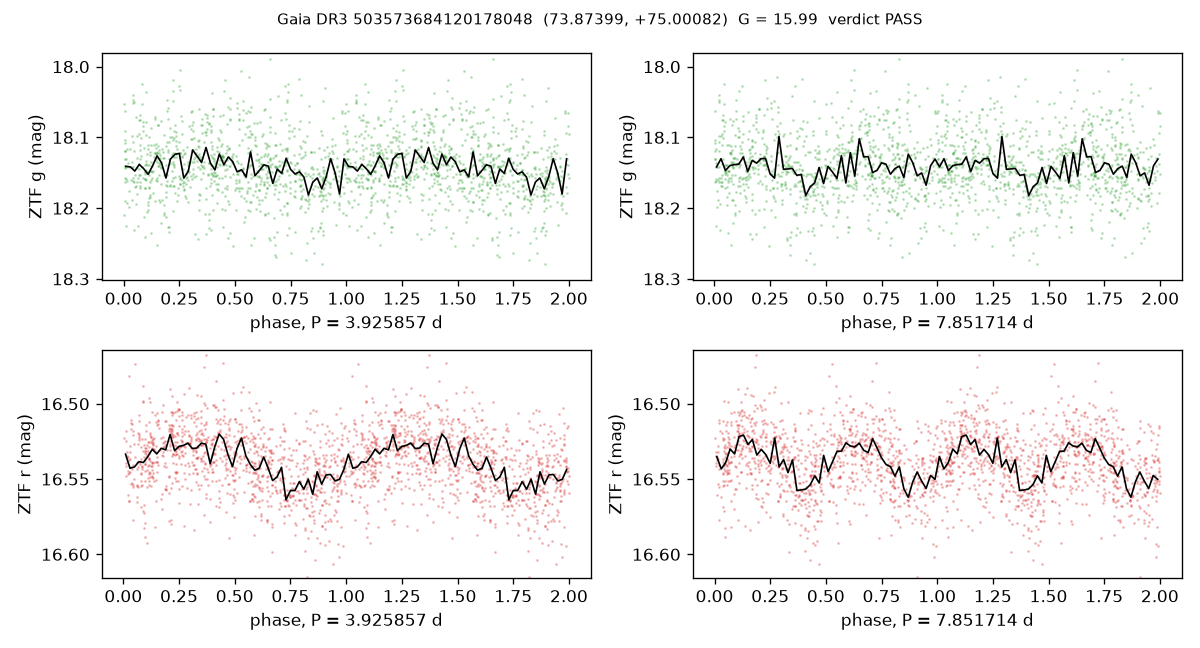 Gaia DR3 503573684120178048 (73.87399, +75.00082) G = 15.99 verdict PASS
ZTF g (mag)
18.0
18.1
18.2
18.3
0.00 0.25 0.50 0.75 1.00 1.25 1.50 1.75 2.00
phase, P = 3.925857 d
ZTF g (mag)
18.0
18.1
18.2
18.3
0.00 0.25 0.50 0.75 1.00 1.25 1.50 1.75 2.00
phase, P = 7.851714 d
ZTF r (mag)
16.50
16.55
16.60
0.00 0.25 0.50 0.75 1.00 1.25 1.50 1.75 2.00
phase, P = 3.925857 d
ZTF r (mag)
16.50
16.55
16.60
0.00 0.25 0.50 0.75 1.00 1.25 1.50 1.75 2.00
phase, P = 7.851714 d